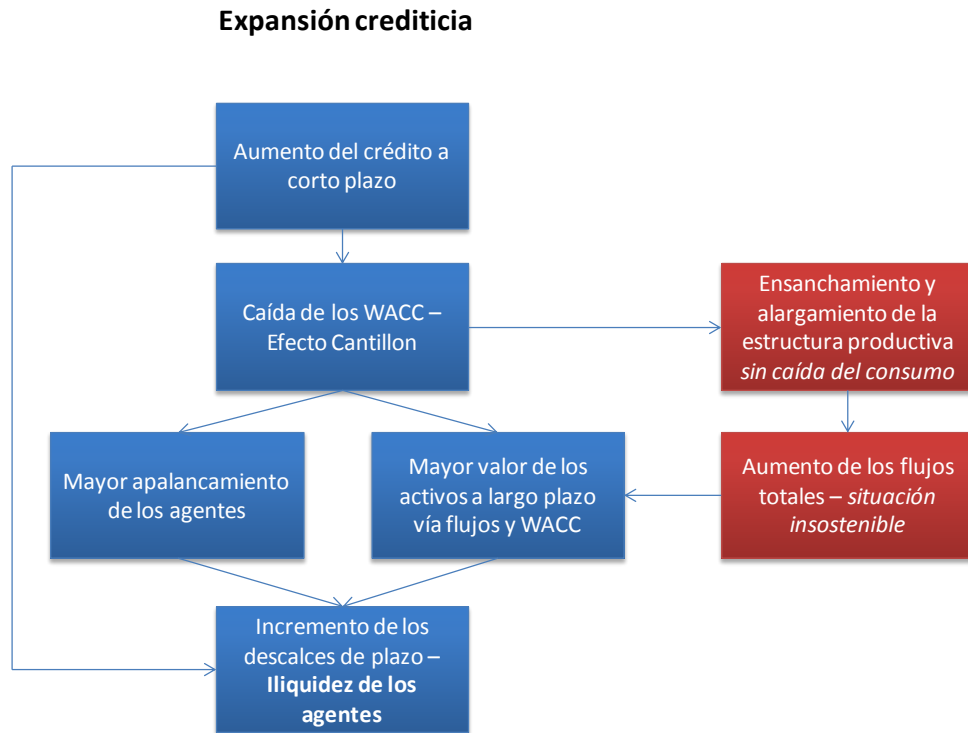 Expansión crediticia
Aumento del crédito a
corto plazo
Caída de los WACC –
Efecto Cantillon
Ensanchamiento y
alargamiento de la
estructura productiva
sin caída del consumo
Mayor apalancamiento
de los agentes
Mayor valor de los
activos a largo plazo
vía flujos y WACC
Aumento de los flujos
totales – situación
insostenible
Incremento de los
descalces de plazo –
Iliquidez de los
agentes